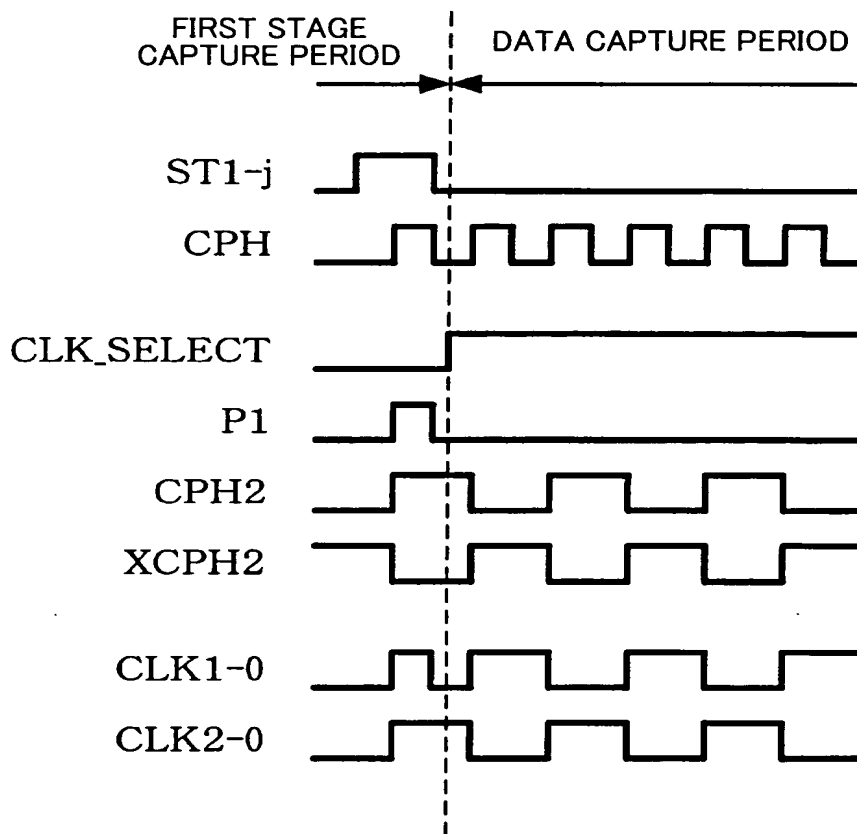 FIRST STAGE
CAPTURE PERIOD
DATA CAPTURE PERIOD
ST1-j
CPH
CLK_SELECT
P1
CPH2
XCPH2
CLK1-0
CLK2-0